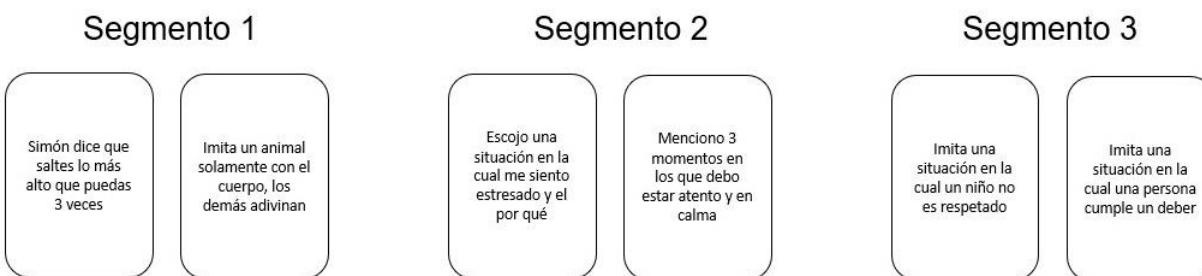 Segmento 1
Simón dice que
saltes lo más
alto que puedas
3 veces
Imita un animal
solamente con el
cuerpo, los
demás adivinan
Segmento 2
Escojo una
situación en la
cual me siento
estresado y el
por qué
Menciono 3
momentos en
los que debo
estar atento y en
calma
Segmento 3
Imita una
situación en la
cual un niño no
es respetado
Imita una
situación en la
cual una persona
cumple un deber